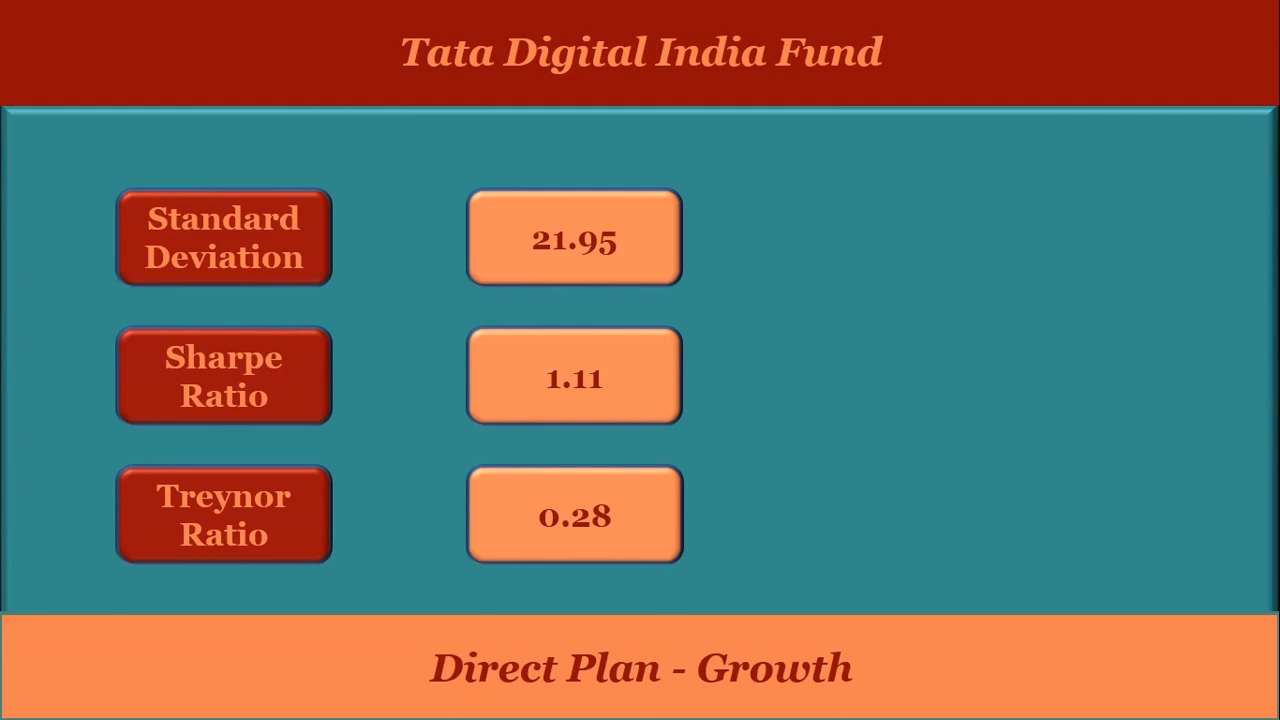 Tata Digital India Fund
Standard
Deviation
21.95
Sharpe
Ratio
1.11
Treynor
Ratio
0.28
Direct Plan - Growth